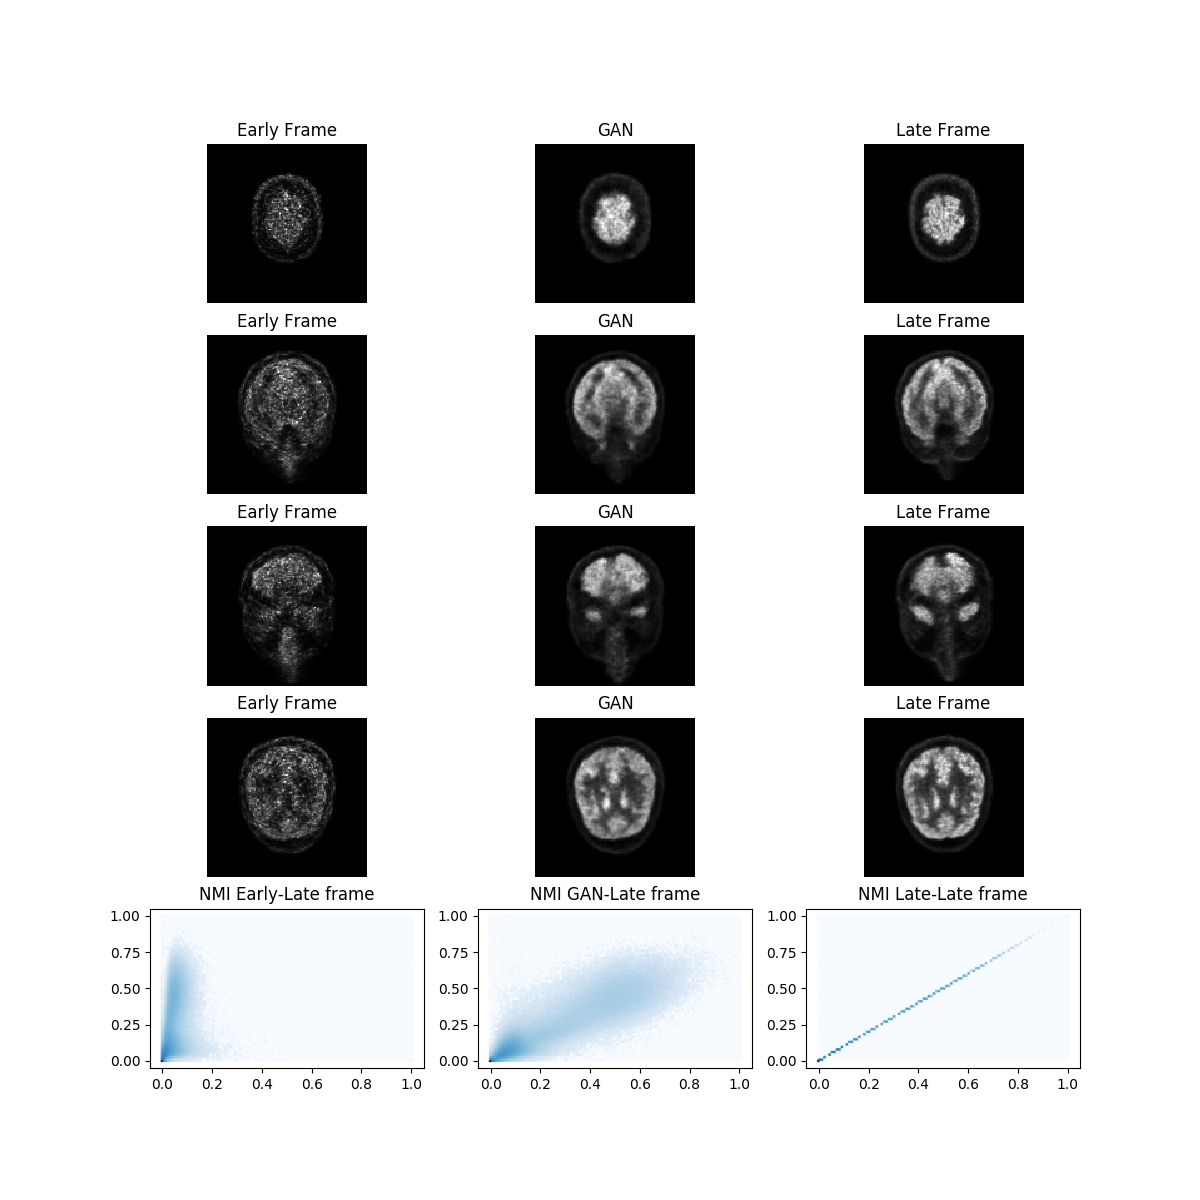 Early Frame GAN Late Frame
Early Frame GAN Late Frame
Early Frame GAN Late Frame
Early Frame GAN Late Frame
NMI Early-Late frame NMI GAN-Late frame NMI Late-Late frame
1.00 1.00 1.00
0.75 0.75 0.75
0.50 0.50 0.50
0.25 0.25 0.25
0.00 0.00 0.00
0.0 0.2 0.4 0.6 0.8 1.0 0.0 0.2 0.4 0.6 0.8 1.0 0.0 0.2 0.4 0.6 0.8 1.0